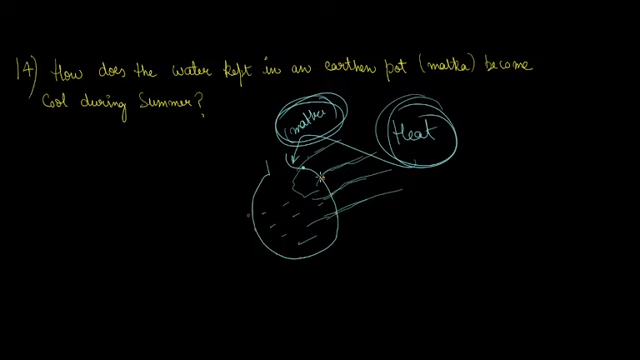 14) How does the water kept in an earthen pot (matka) become
cool during Summer?
(matka)
Heat